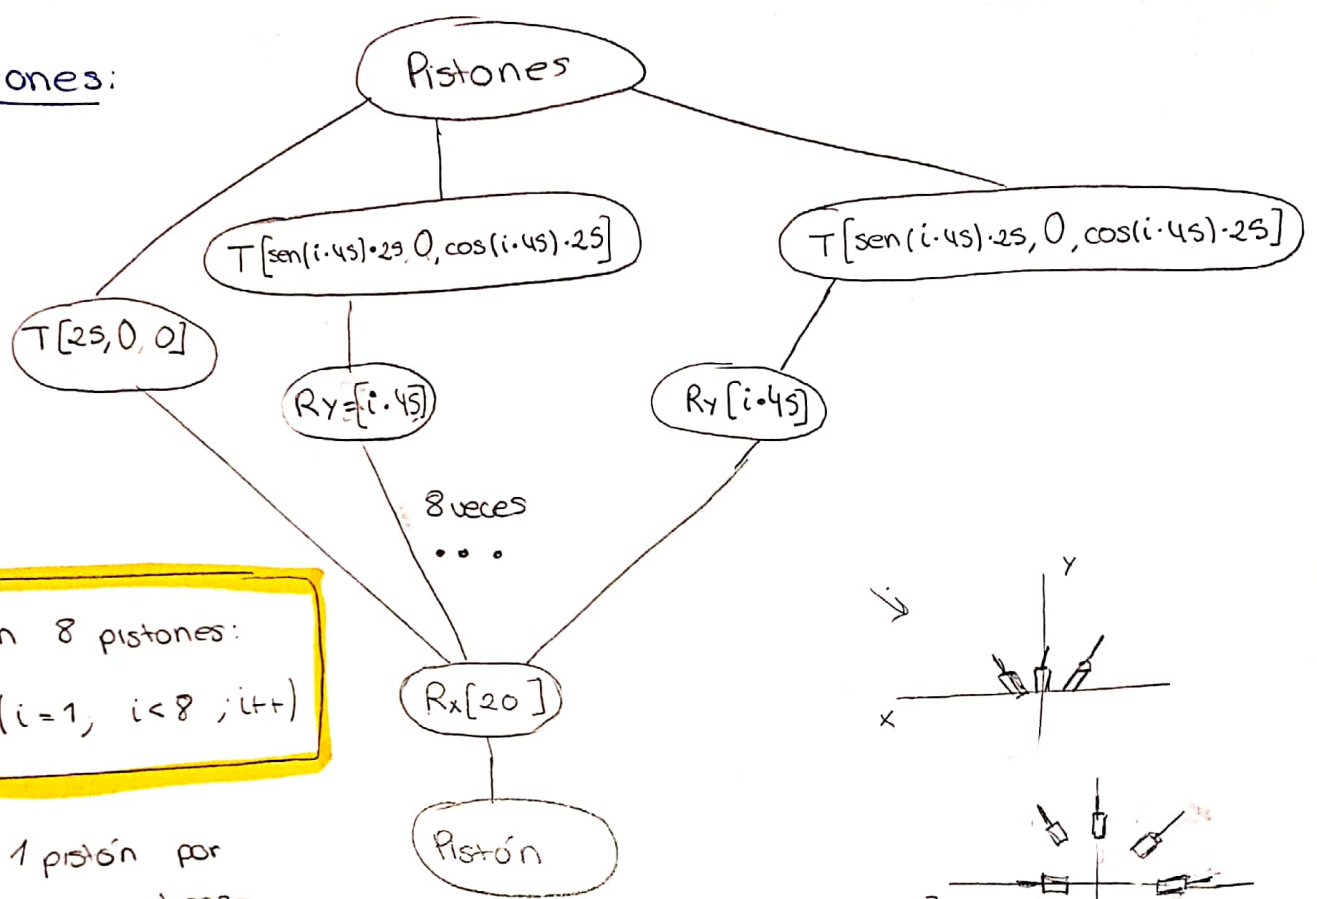 ones:
Pistones
T[sen(i·45)·25,0,cos(i·45)·25]
T[sen(i·45)·25,0,cos(i·45)·25]
T[25,0,0]
Ry=[i·45]
Ry[i·45]
8 veces
...
n 8 pistones:
(i=1; i<8 ;i++)
Rx[20]
Y
X
1 pistón por
Pistón